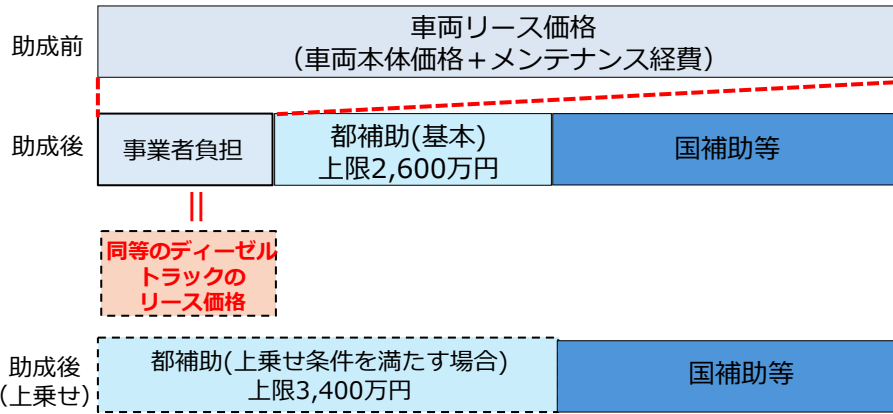 助成前
車両リース価格
(車両本体価格+メンテナンス経費)
助成後
事業者負担
都補助(基本)
上限2,600万円
国補助等
同等のディーゼル
トラックの
リース価格
助成後
(上乗せ)
都補助(上乗せ条件を満たす場合)
上限3,400万円
国補助等